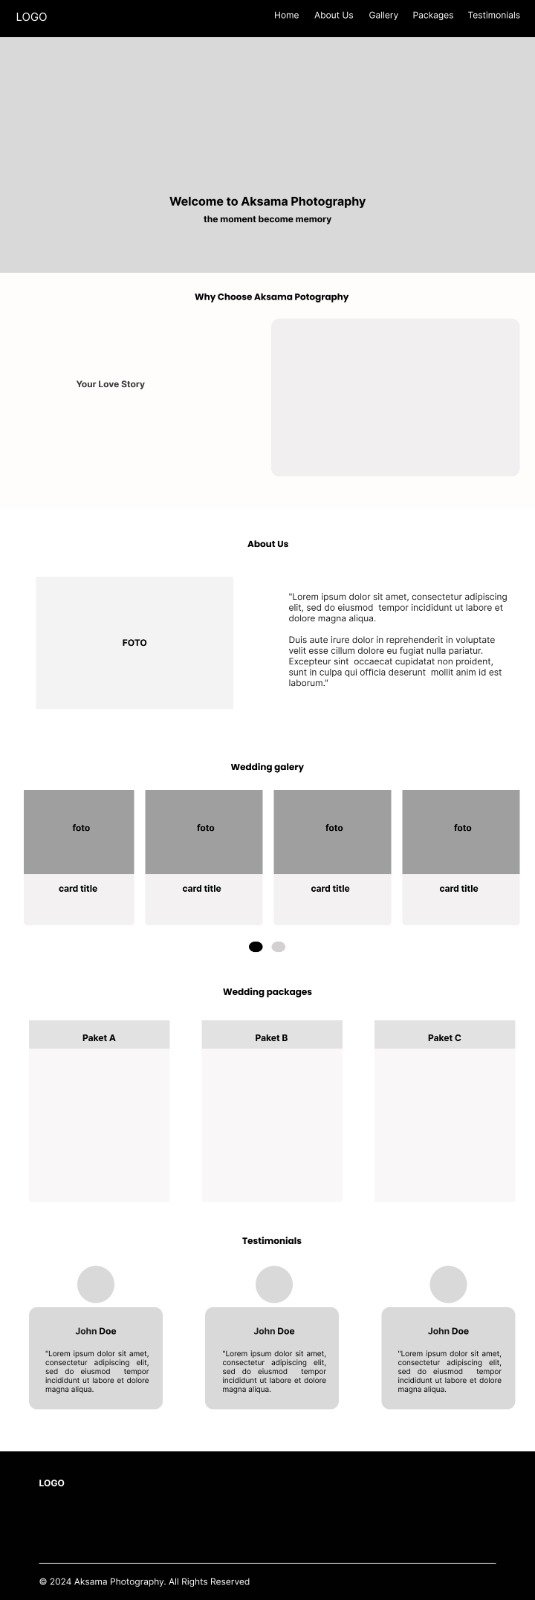 LOGO
Home About Us Gallery Packages Testimonials
Welcome to Aksama Photography
the moment become memory
Why Choose Aksama Potography
Your Love Story
About Us
FOTO
"Lorem ipsum dolor sit amet, consectetur adipiscing
elit, sed do eiusmod tempor incididunt ut labore et
dolore magna aliqua.
Duis aute irure dolor in reprehenderit in voluptate
velit esse cillum dolore eu fugiat nulla pariatur.
Excepteur sint occaecat cupidatat non proident,
sunt in culpa qui officia deserunt mollit anim id est
laborum."
Wedding galery
foto
card title
foto
card title
foto
card title
foto
card title
Wedding packages
Paket A
Paket B
Paket C
Testimonials
John Doe
"Lorem ipsum dolor sit amet,
consectetur adipiscing elit,
sed do eiusmod tempor
incididunt ut labore et dolore
magna aliqua.
John Doe
"Lorem ipsum dolor sit amet,
consectetur adipiscing elit,
sed do eiusmod tempor
incididunt ut labore et dolore
magna aliqua.
John Doe
"Lorem ipsum dolor sit amet,
consectetur adipiscing elit,
sed do eiusmod tempor
incididunt ut labore et dolore
magna aliqua.
LOGO
© 2024 Aksama Photography. All Rights Reserved